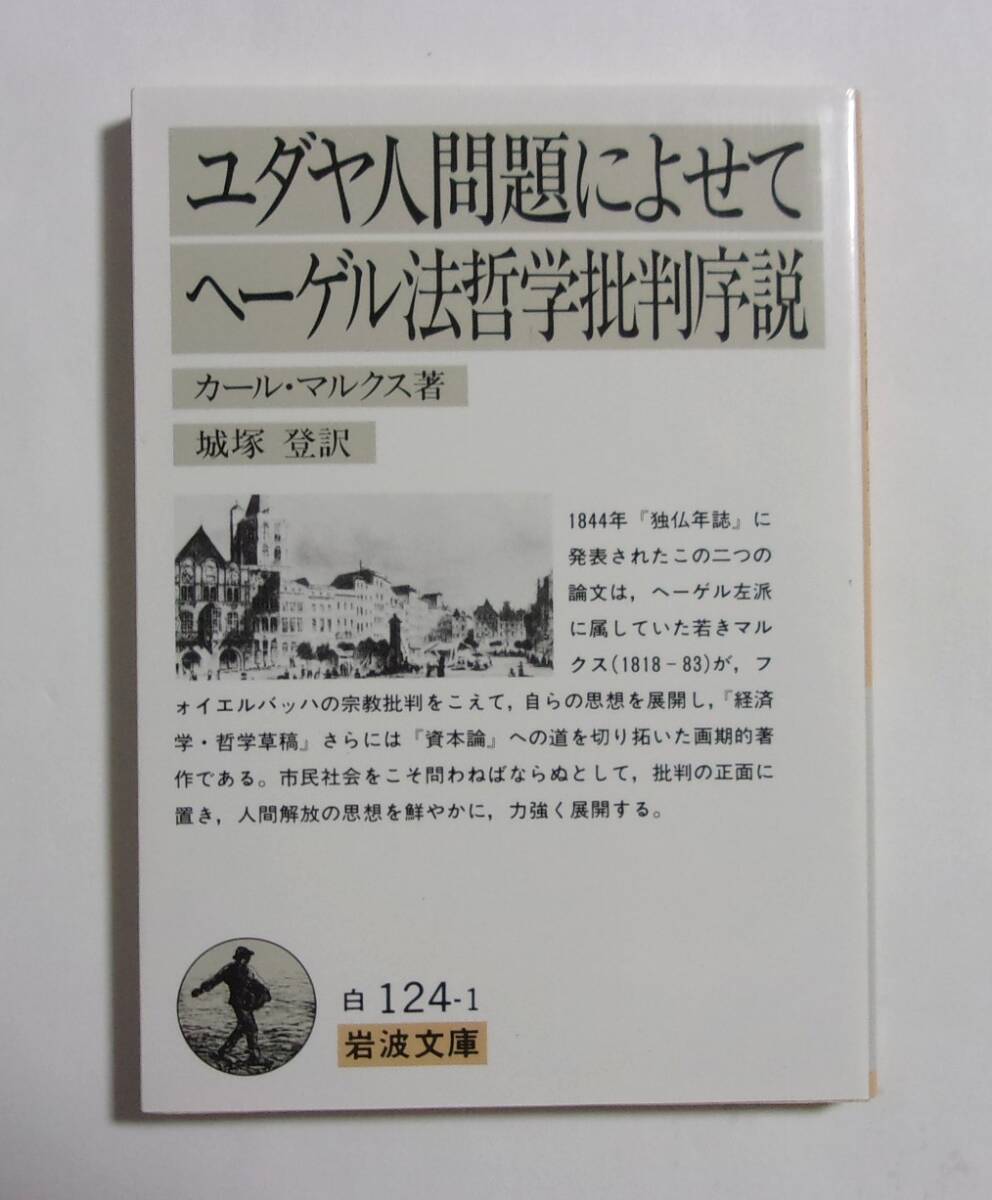 ユダヤ人問題によせて
ヘーゲル法哲学批判序説
カール・マルクス著
城塚 登訳
1844年『独仏年誌』に
発表されたこの二つの
論文は，ヘーゲル左派
に属していた若きマル
クス(1818－83)が，フ
ォイエルバッハの宗教批判をこえて，自らの思想を展開し，『経済
学・哲学草稿』さらには『資本論』への道を切り拓いた画期的著
作である。市民社会をこそ問わねばならぬとして，批判の正面に
置き，人間解放の思想を鮮やかに，力強く展開する。
白 124-1
岩波文庫